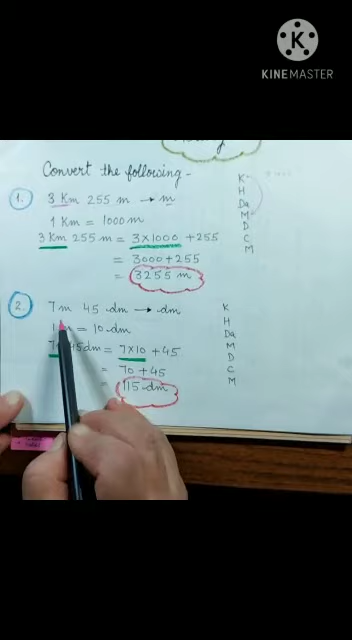 K
KINEMASTER
Convert the following-
1. 3 Km 255 m → m
1 Km = 1000 m
3 Km 255 m = 3×1000 + 255
= 3000 + 255
= 3255 m
K
H
Da
M
D
C
M
2. 7 m 45 dm → dm
= 10 dm
45 dm = 7×10 + 45
= 70 + 45
= 115 dm
K
H
Da
M
D
C
M